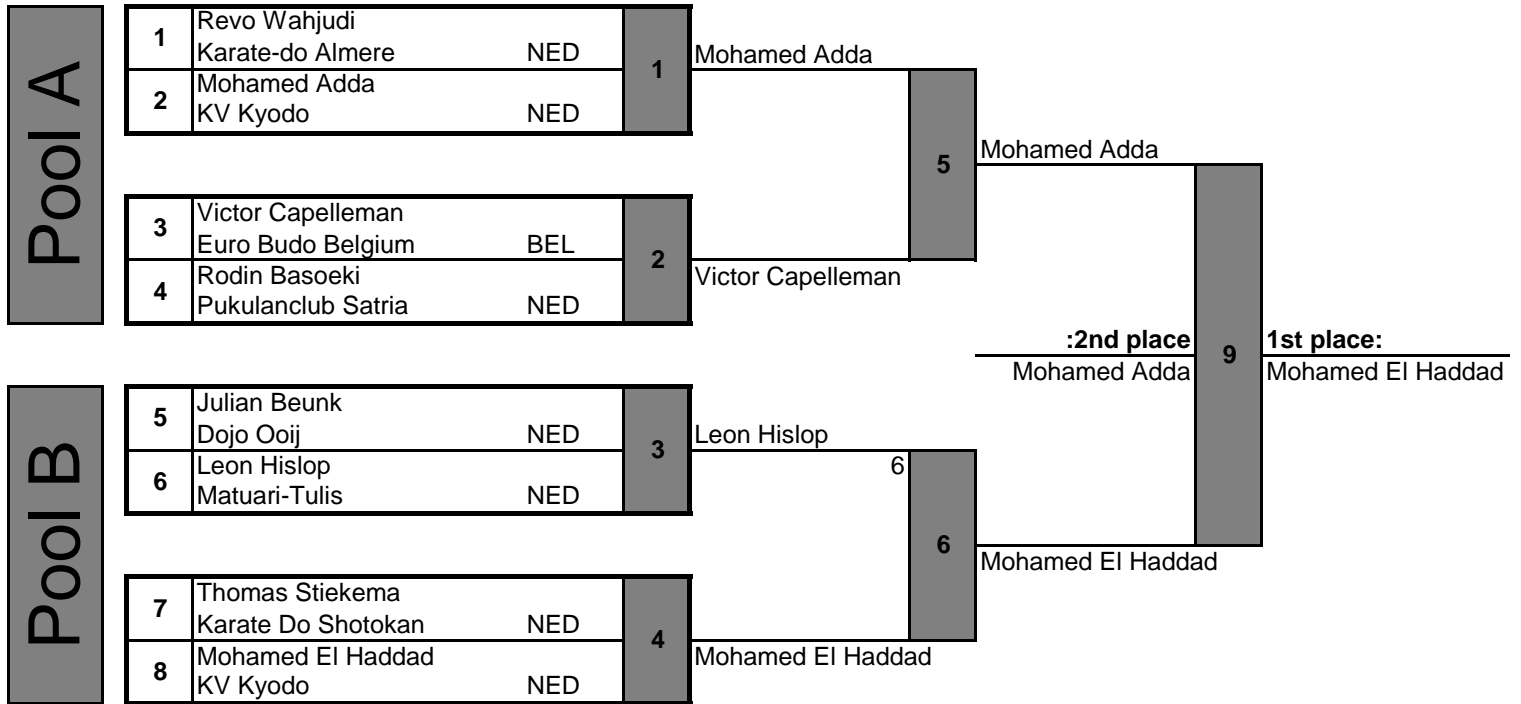 Pool A
1
Revo Wahjudi
Karate-do Almere NED
2
Mohamed Adda
KV Kyodo NED
1
Mohamed Adda
3
Victor Capelleman
Euro Budo Belgium BEL
4
Rodin Basoeki
Pukulanclub Satria NED
2
Victor Capelleman
5
Mohamed Adda
Pool B
5
Julian Beunk
Dojo Ooij NED
6
Leon Hislop
Matuari-Tulis NED
3
Leon Hislop
6
7
Thomas Stiekema
Karate Do Shotokan NED
8
Mohamed El Haddad
KV Kyodo NED
4
Mohamed El Haddad
6
Mohamed El Haddad
:2nd place
Mohamed Adda
9
1st place:
Mohamed El Haddad